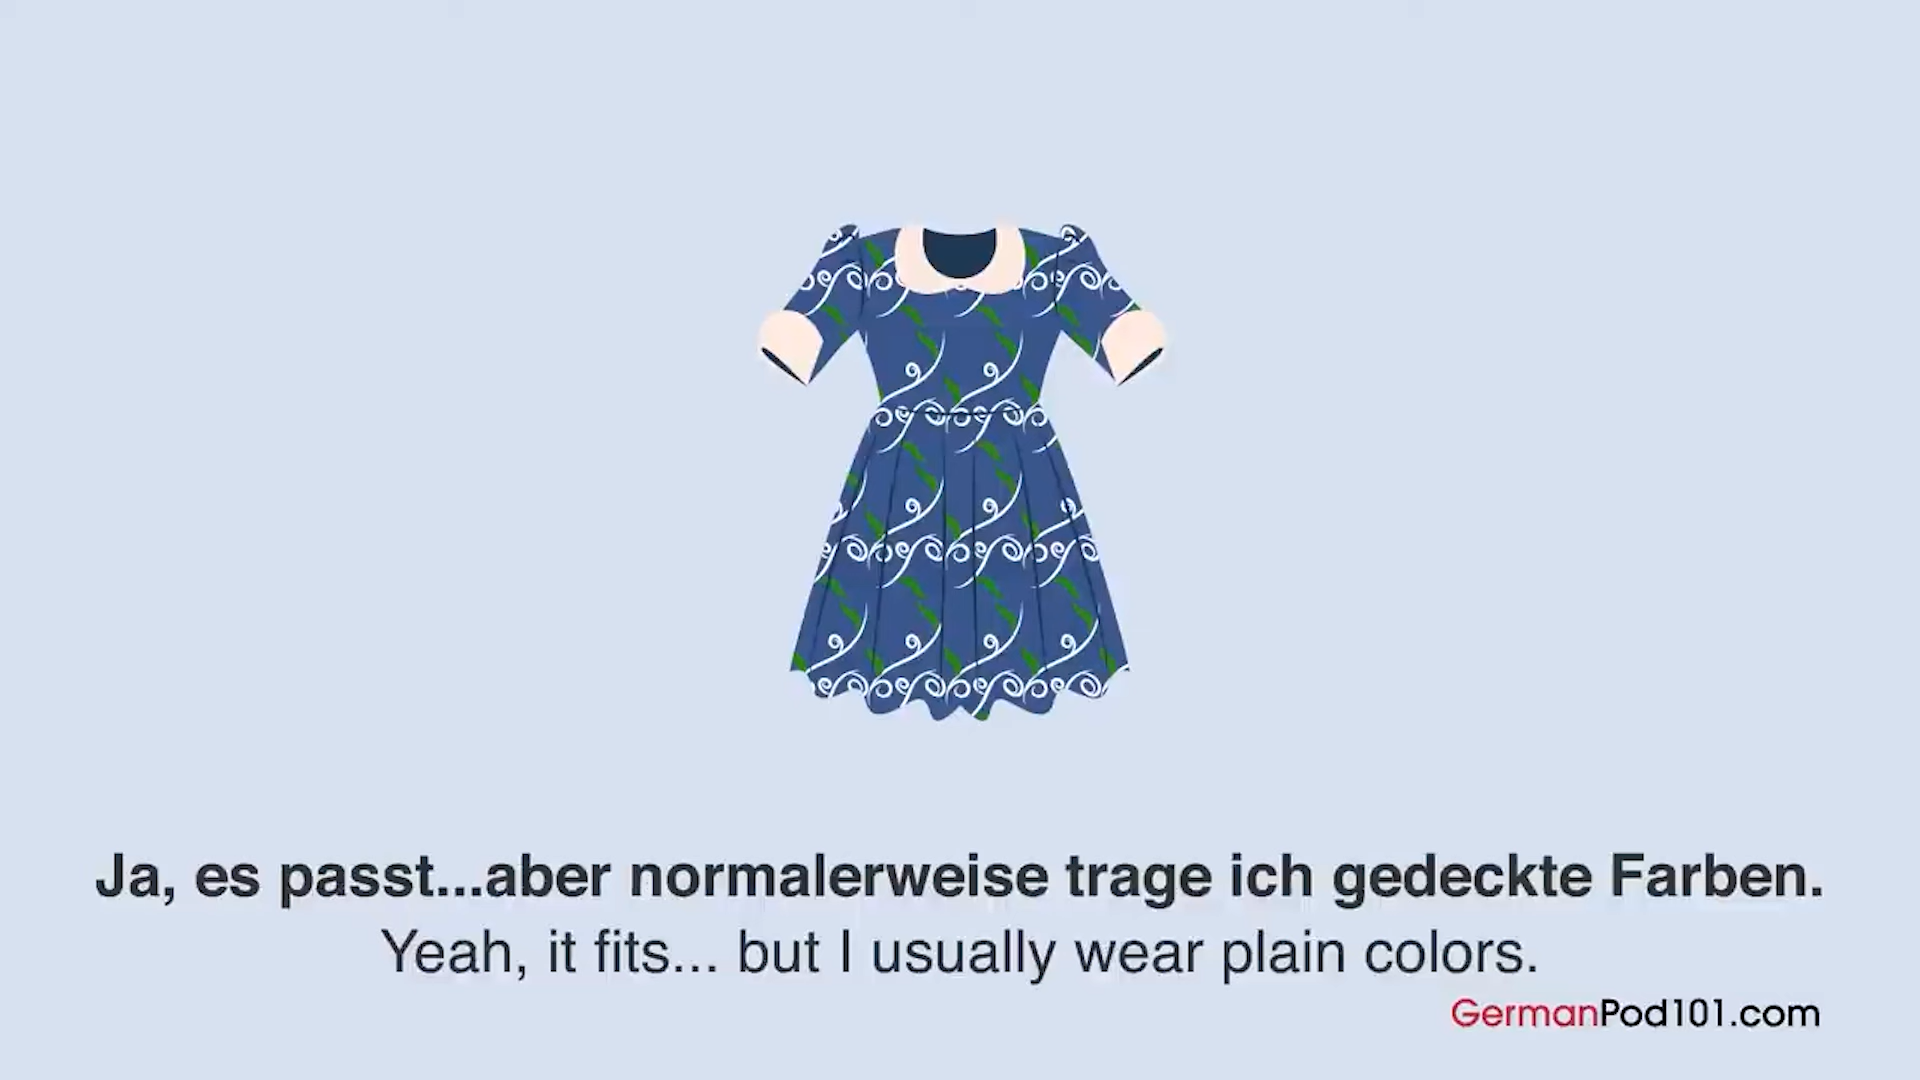 Ja, es passt...aber normalerweise trage ich gedeckte Farben.
Yeah, it fits... but I usually wear plain colors.
GermanPod101.com